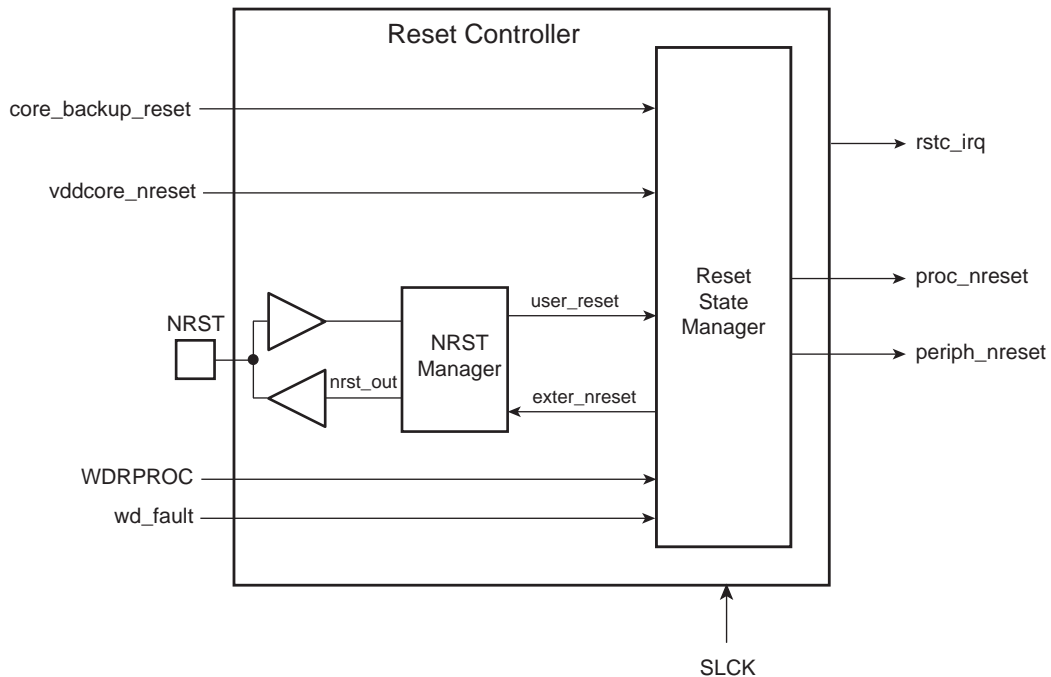 Reset Controller
core_backup_reset
rstc_irq
vddcore_nreset
Reset
State
Manager
proc_nreset
user_reset
NRST
NRST
Manager
periph_nreset
nrst_out
exter_nreset
WDRPROC
wd_fault
SLCK